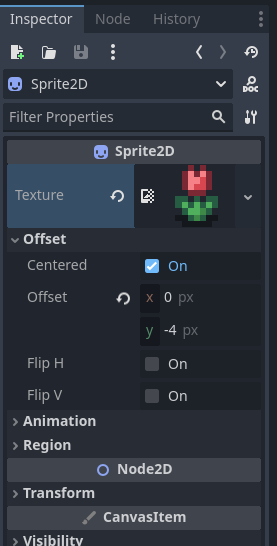 Inspector Node History
Sprite2D
DOC
Filter Properties
Sprite2D
Texture
Offset
Centered On
Offset x 0 px
y -4 px
Flip H On
Flip V On
Animation
Region
Node2D
Transform
CanvasItem
Visibility